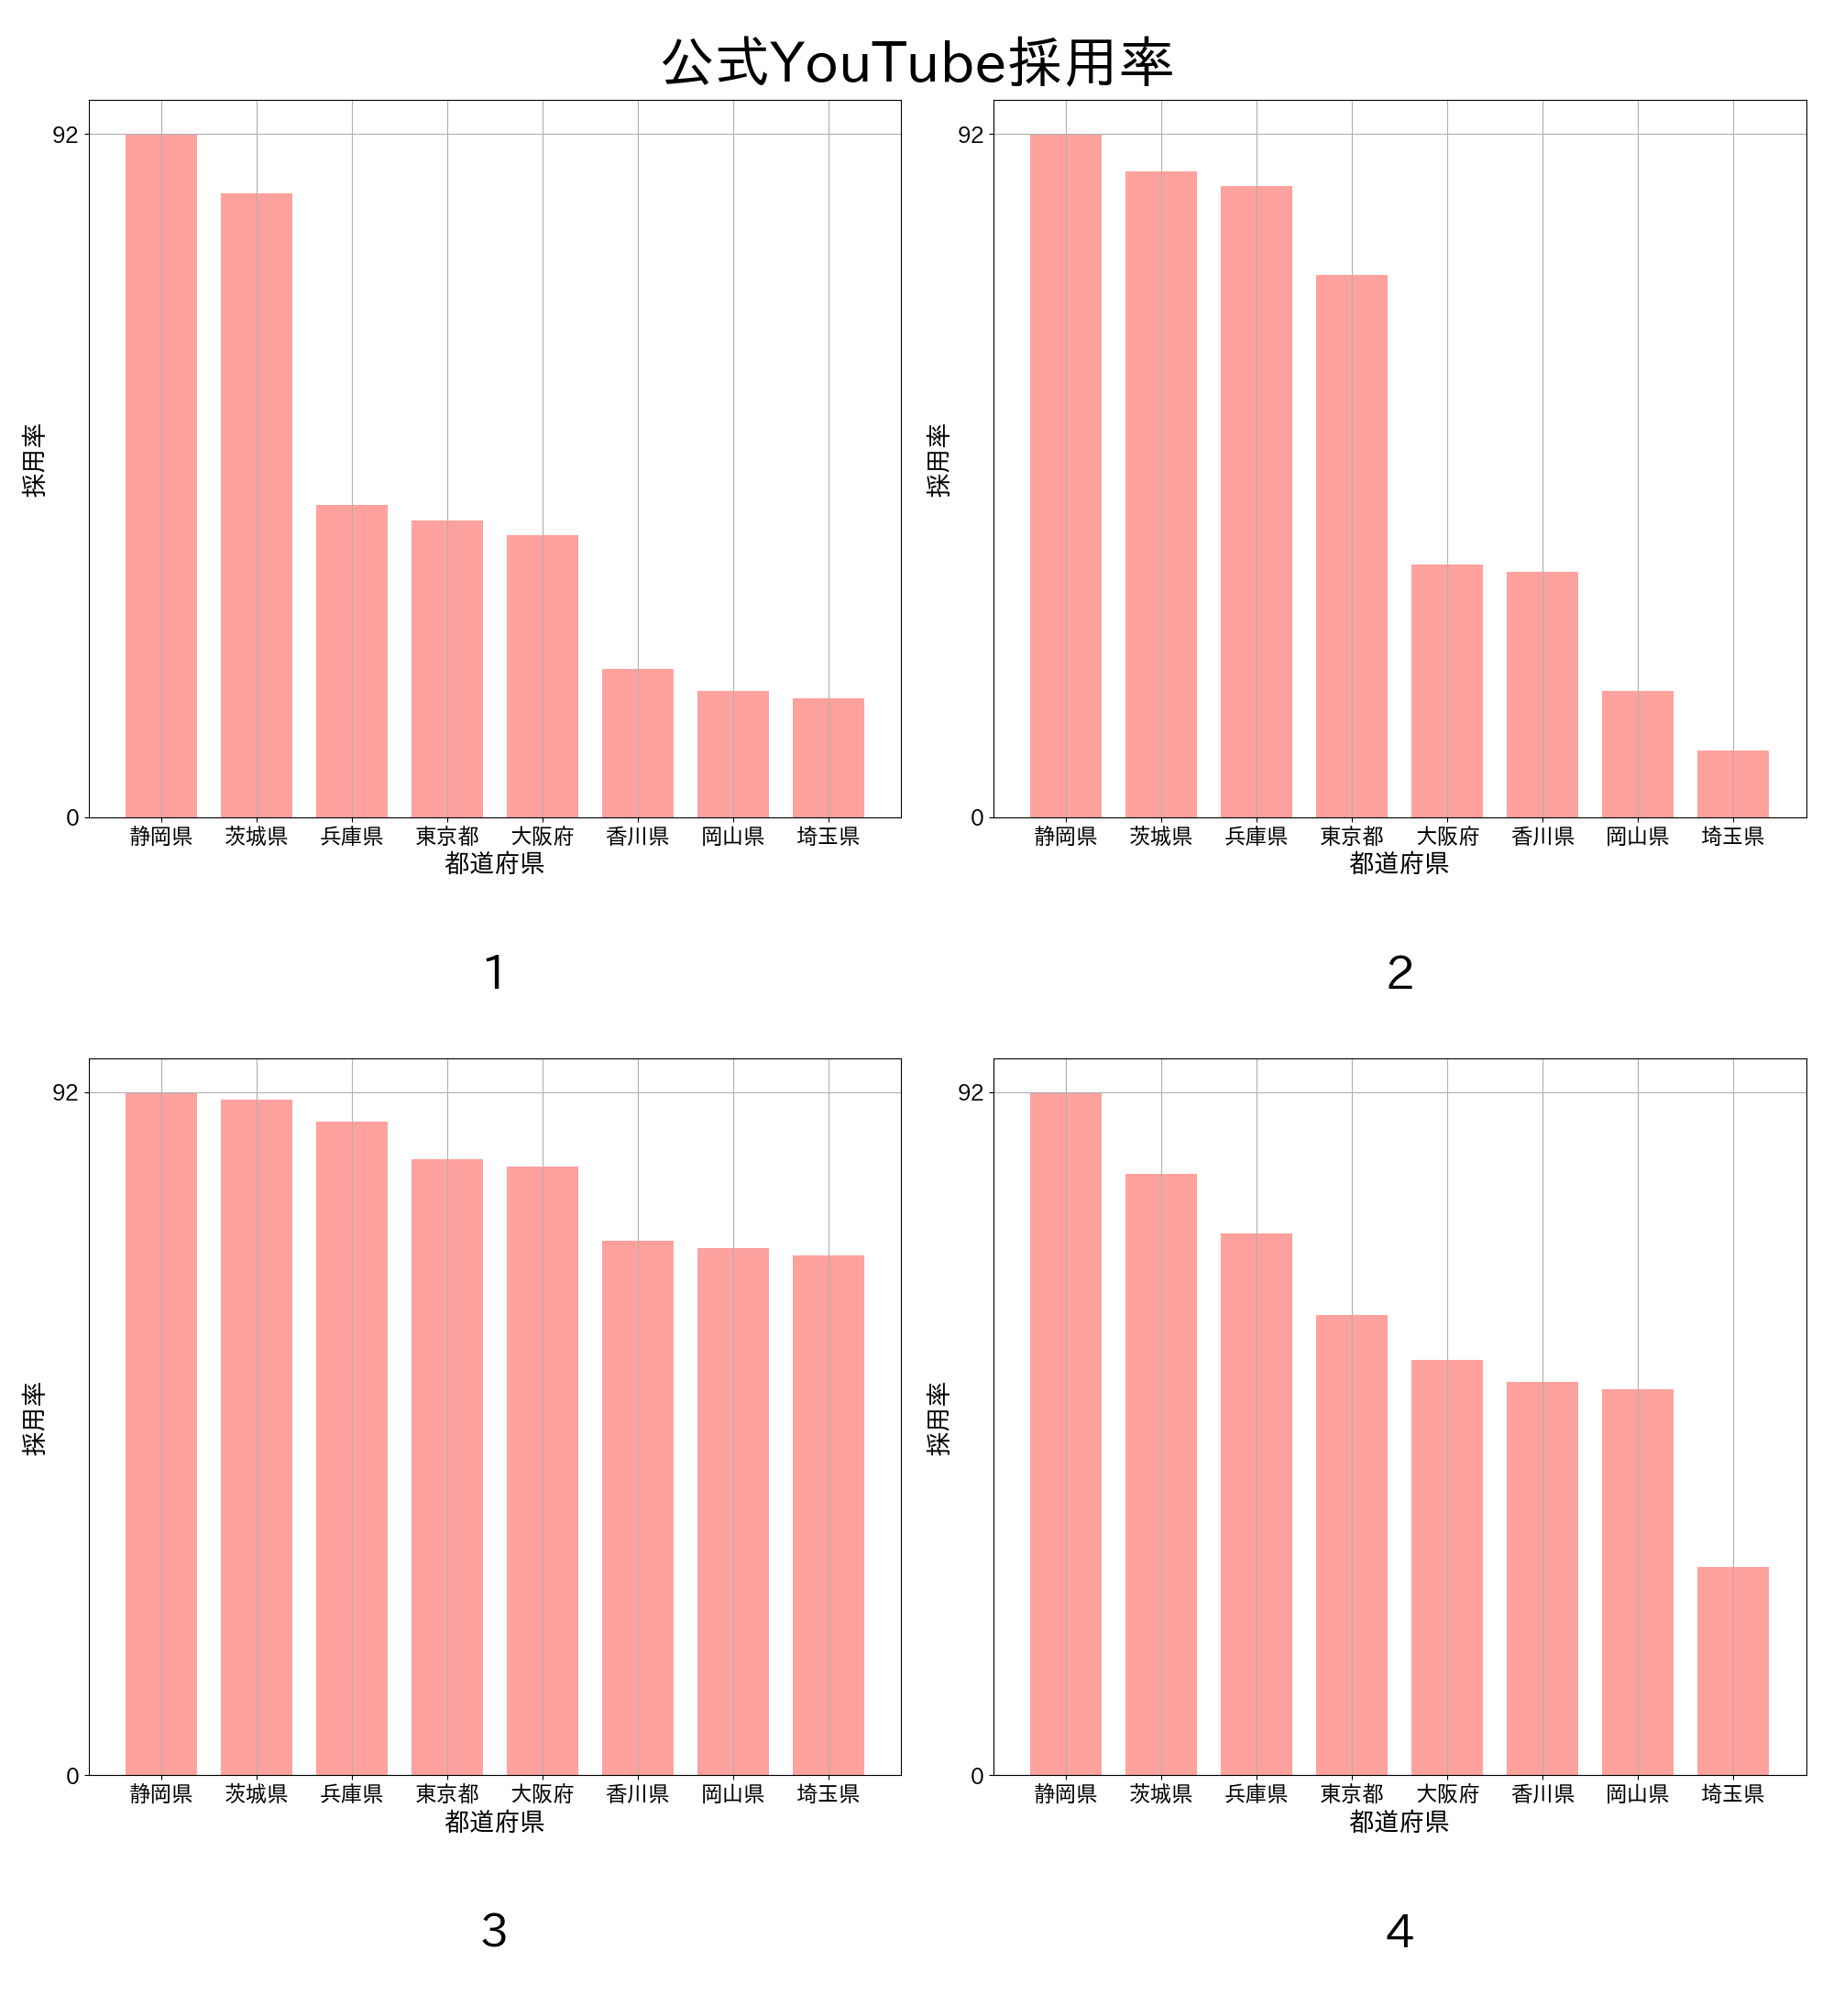 公式YouTube採用率
92
0
採用率
静岡県 茨城県 兵庫県 東京都 大阪府 香川県 岡山県 埼玉県
都道府県
1
92
0
採用率
静岡県 茨城県 兵庫県 東京都 大阪府 香川県 岡山県 埼玉県
都道府県
2
92
0
採用率
静岡県 茨城県 兵庫県 東京都 大阪府 香川県 岡山県 埼玉県
都道府県
3
92
0
採用率
静岡県 茨城県 兵庫県 東京都 大阪府 香川県 岡山県 埼玉県
都道府県
4